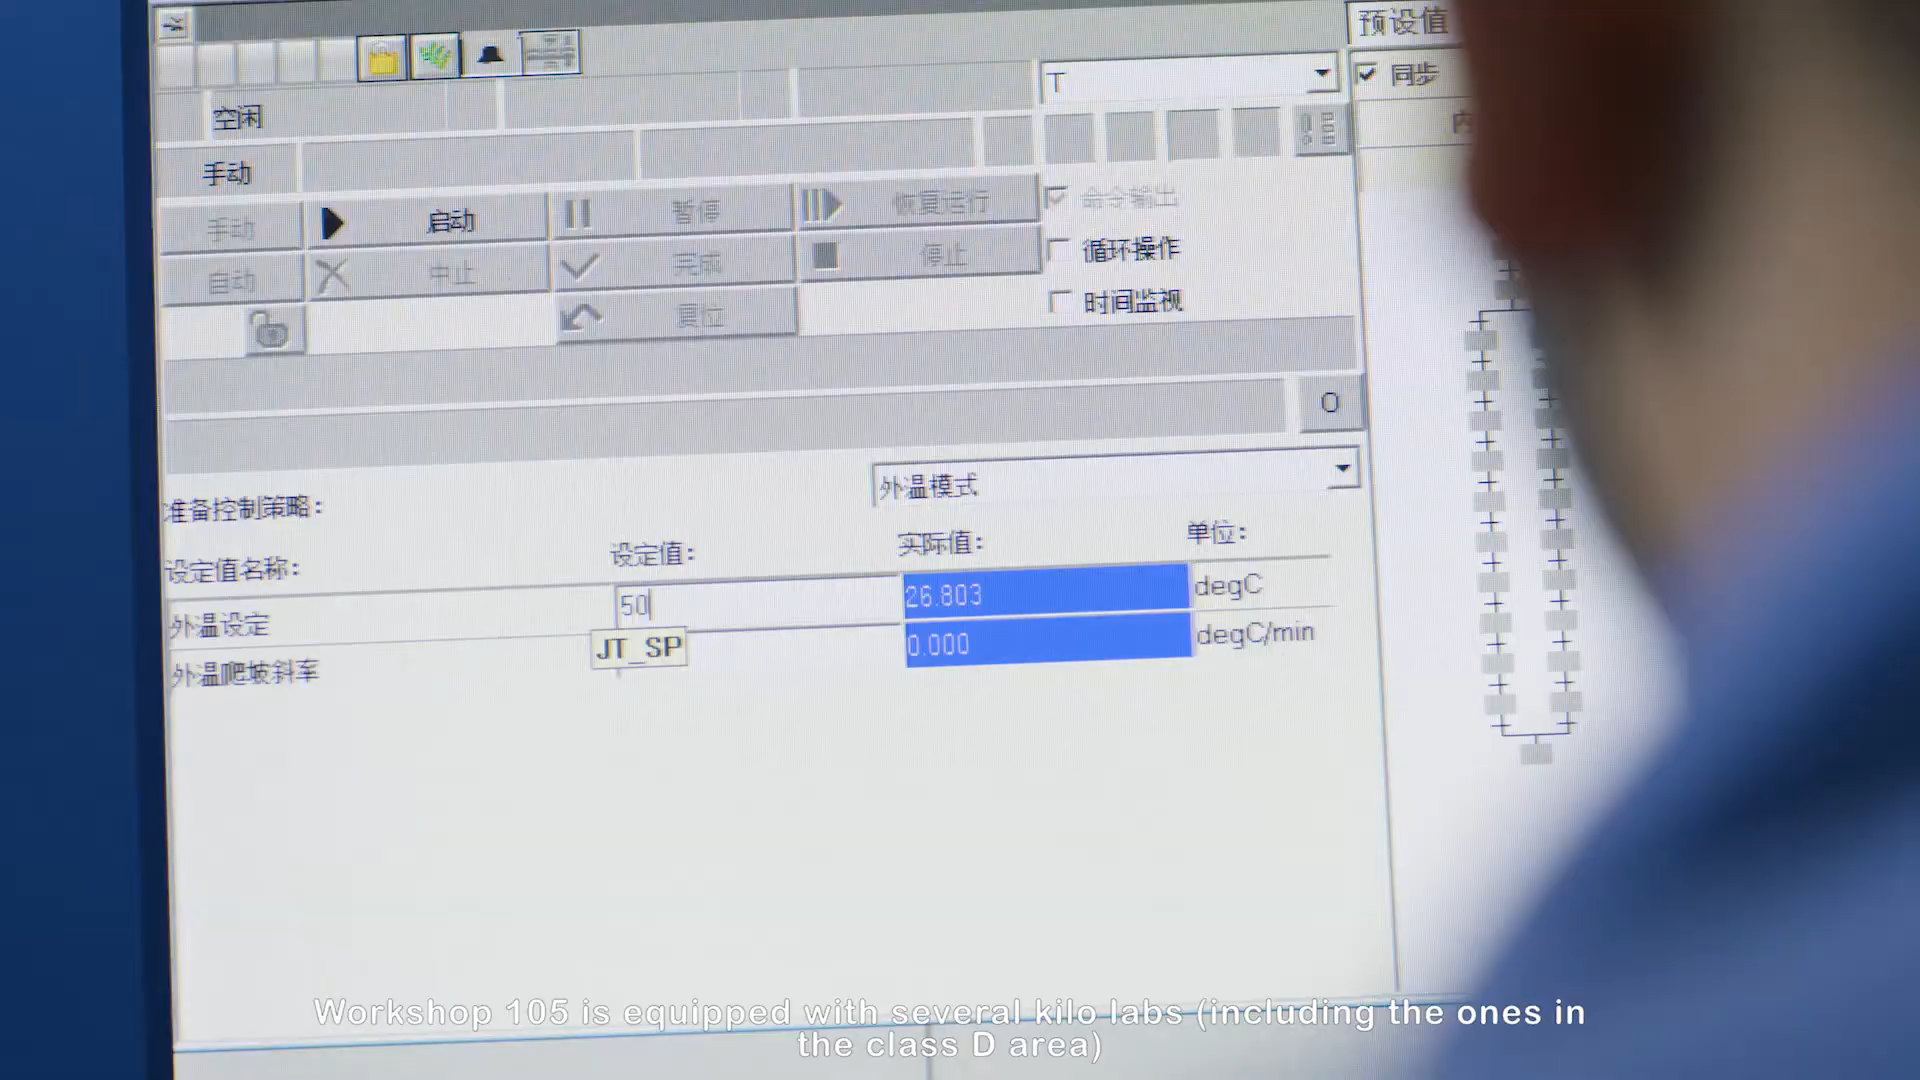 预设值
T
同步
空闲
内
手动
手动 启动 暂停 恢复运行 命令输出
自动 中止 完成 停止 循环操作
复位 时间监视
O
准备控制策略: 外温模式
设定值名称: 设定值: 实际值: 单位:
外温设定 50 26.803 degC
JT_SP
外温爬坡斜率 0.000 degC/min
Workshop 105 is equipped with several kilo labs (including the ones in
the class D area)